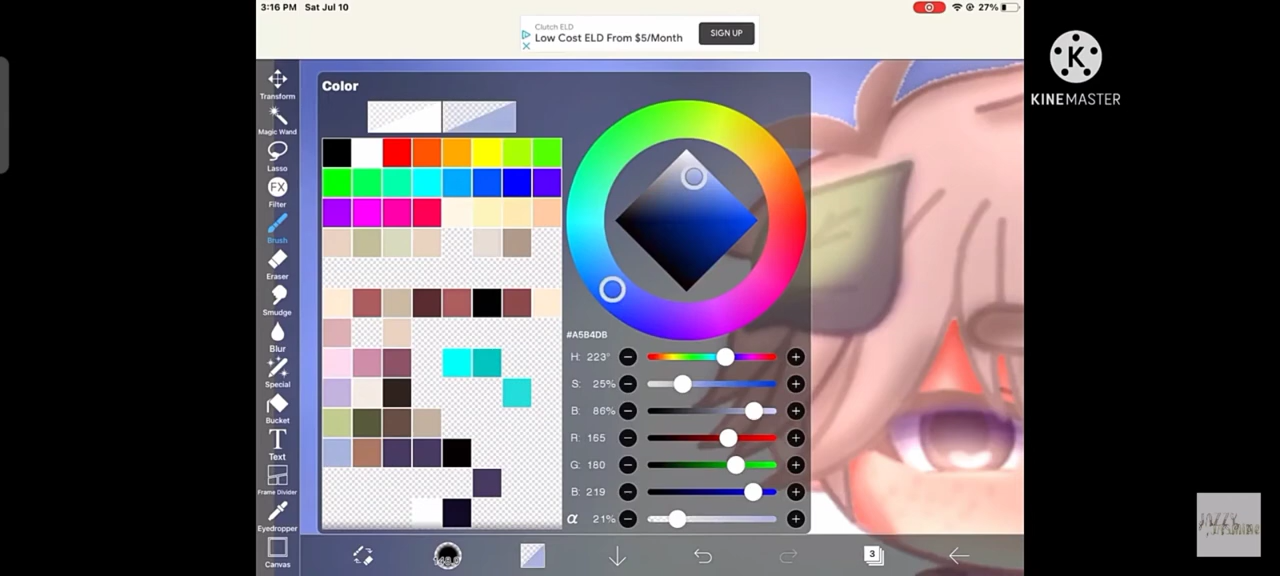 3:16 PM Sat Jul 10
27%
Clutch ELD
Low Cost ELD From $5/Month
SIGN UP
K
KINEMASTER
Transform
Magic Wand
Lasso
FX
Filter
Brush
Eraser
Smudge
Blur
Special
Bucket
T
Text
Frame Divider
Eyedropper
Canvas
Color
#A5B4DB
H: 223°
S: 25%
B: 86%
R: 165
G: 180
B: 219
α 21%
3